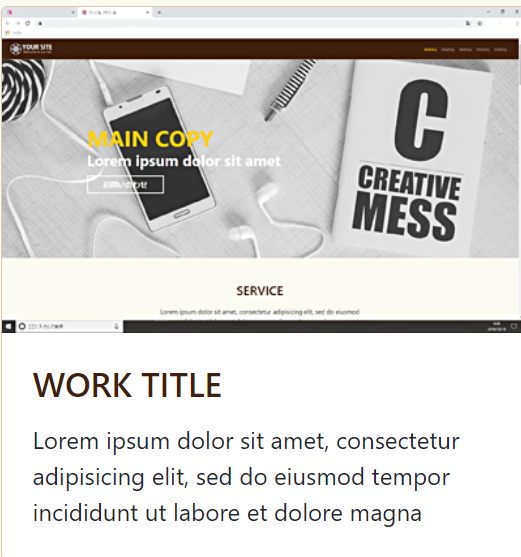 YOUR SITE
menu menu menu menu menu
MAIN COPY
Lorem ipsum dolor sit amet
お問い合わせ
C
CREATIVE
MESS
SERVICE
Lorem ipsum dolor sit amet, consectetur adipisicing elit, sed do eiusmod
WORK TITLE
Lorem ipsum dolor sit amet, consectetur
adipisicing elit, sed do eiusmod tempor
incididunt ut labore et dolore magna